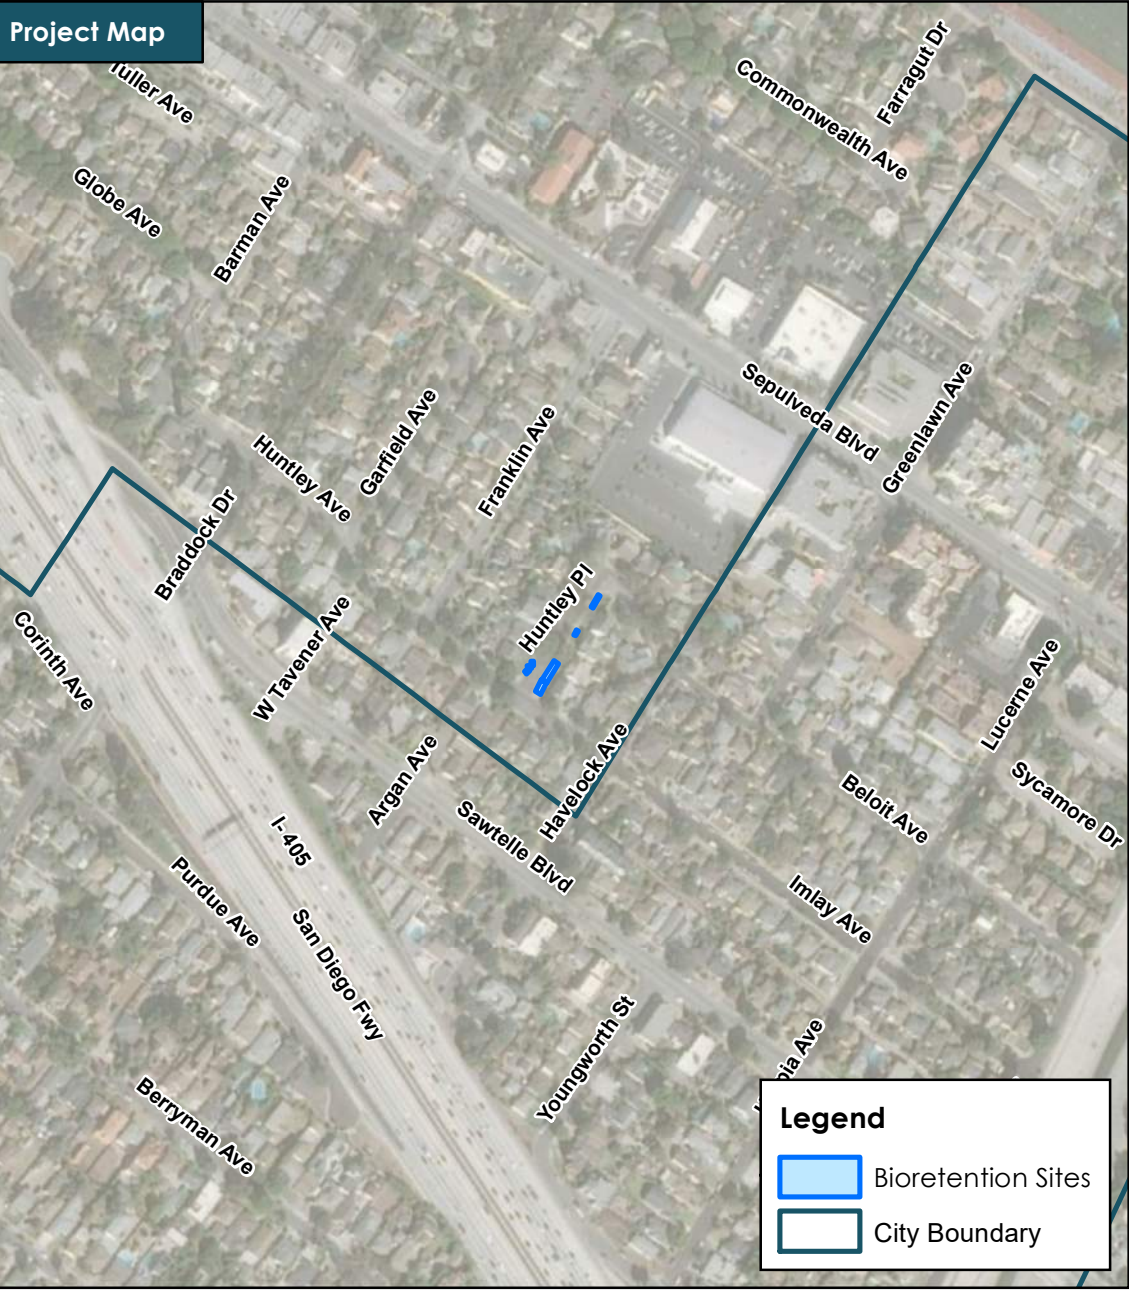 Project Map
Tuller Ave
Commonwealth Ave
Farragut Dr
Globe Ave
Barman Ave
Sepulveda Blvd
Greenlawn Ave
Huntley Ave
Garfield Ave
Franklin Ave
Braddock Dr
Huntley Pl
Corinth Ave
W Tavener Ave
Lucerne Ave
Argan Ave
Havelock Ave
Sycamore Dr
Beloit Ave
Sawtelle Blvd
I- 405
Purdue Ave
Imlay Ave
San Diego Fwy
Youngworth St
Berryman Ave
Ave
Legend
Bioretention Sites
City Boundary